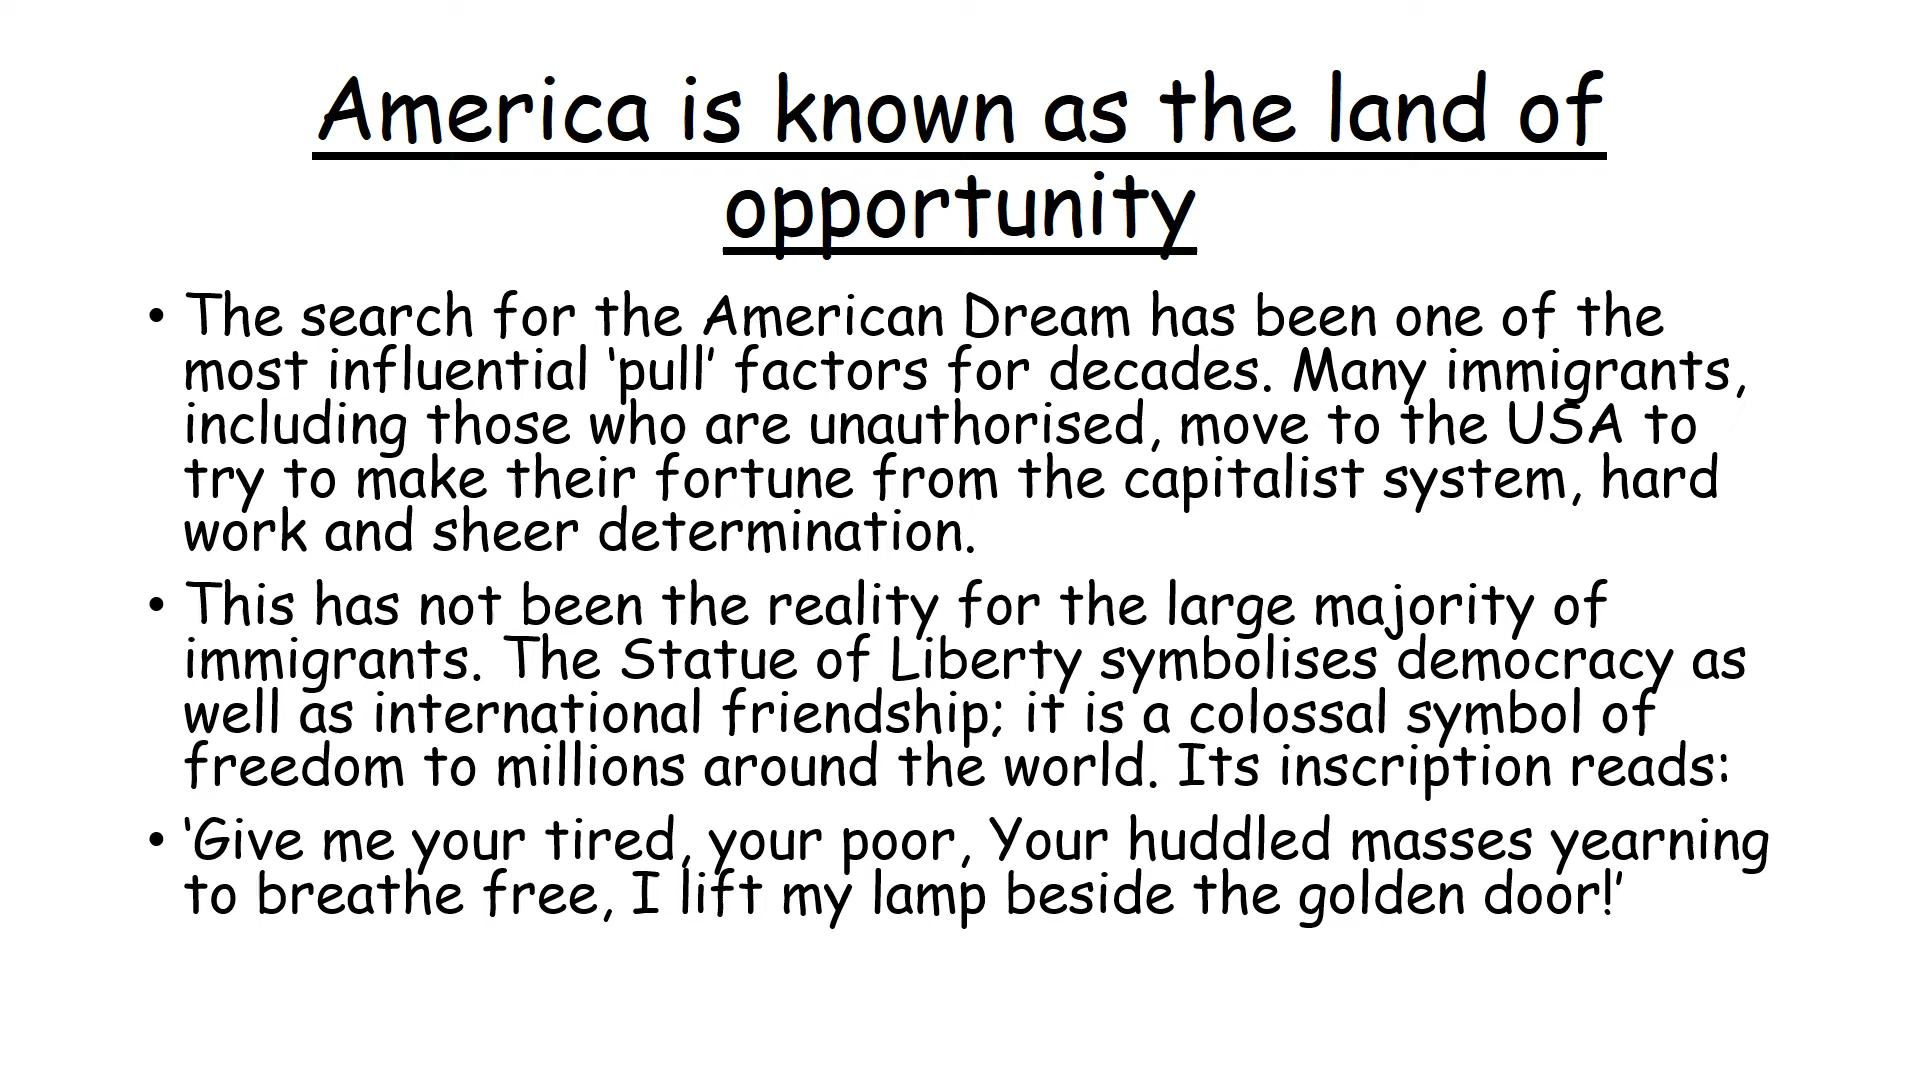 America is known as the land of
opportunity
• The search for the American Dream has been one of the
most influential ‘pull’ factors for decades. Many immigrants,
including those who are unauthorised, move to the USA to
try to make their fortune from the capitalist system, hard
work and sheer determination.
• This has not been the reality for the large majority of
immigrants. The Statue of Liberty symbolises democracy as
well as international friendship; it is a colossal symbol of
freedom to millions around the world. Its inscription reads:
• ‘Give me your tired, your poor, Your huddled masses yearning
to breathe free, I lift my lamp beside the golden door!’